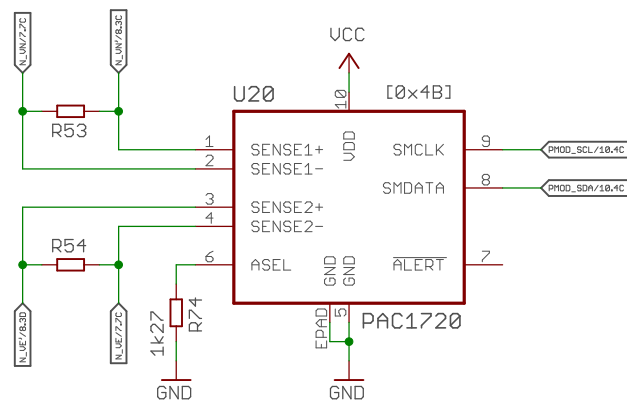 N_VN/7.7C
N_VN'/8.3C
VCC
U20
[0x4B]
10
VDD
R53
1
SENSE1+
SMCLK
9
PMOD_SCL/10.4C
2
SENSE1-
3
SENSE2+
SMDATA
8
PMOD_SDA/10.4C
4
SENSE2-
R54
6
ASEL
GND
GND
ALERT
7
N_VE'/8.3D
N_VE/7.7C
1k27
R74
EPAD
5
PAC1720
GND
GND